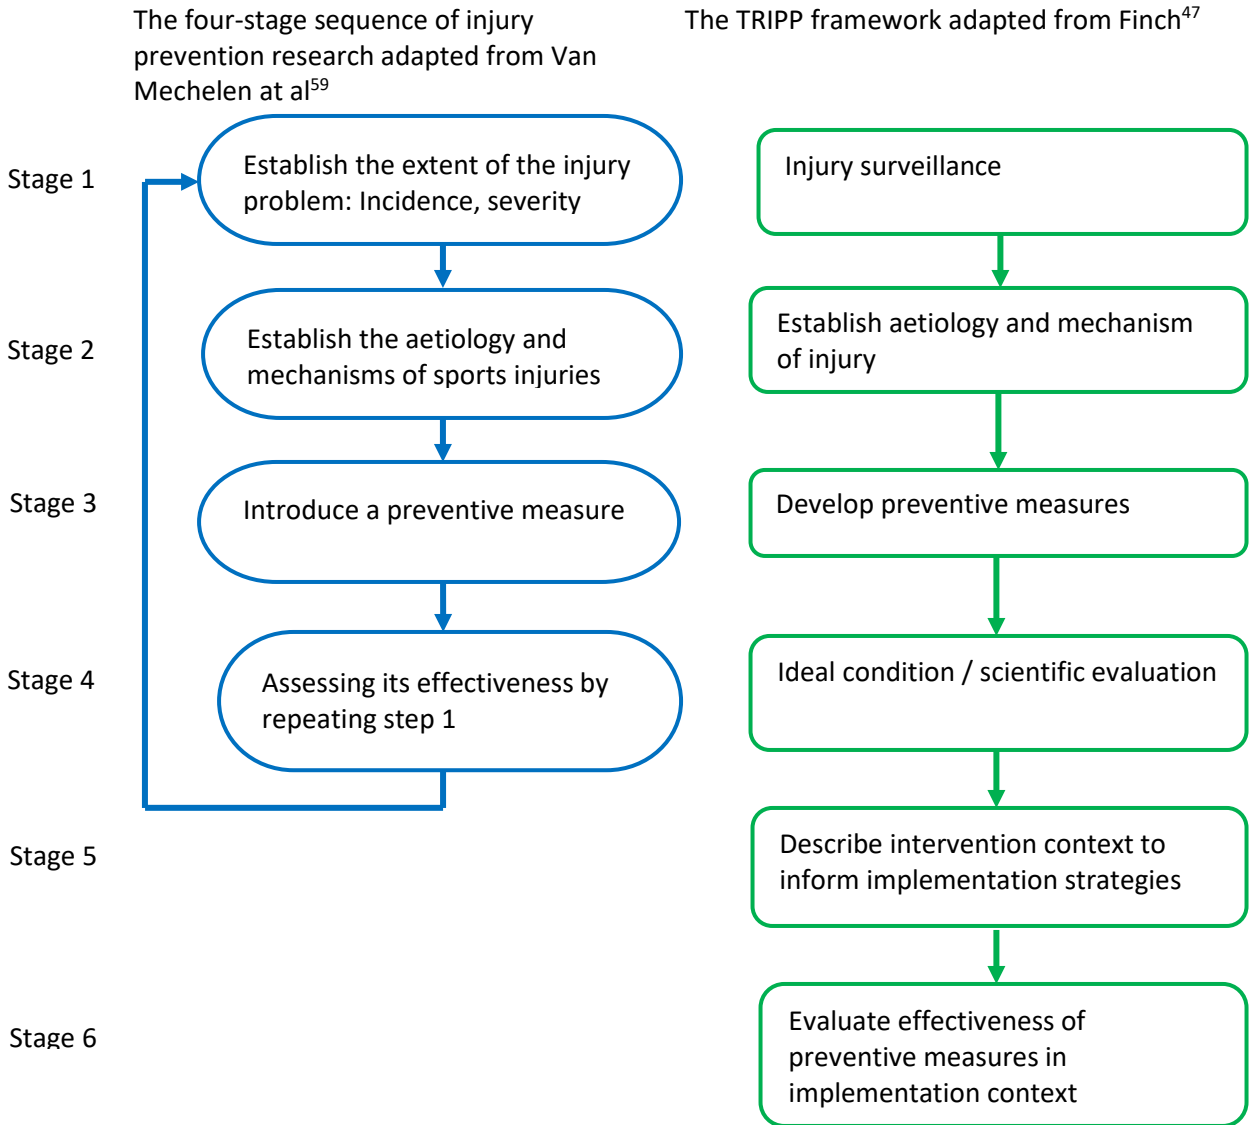 The four-stage sequence of injury
prevention research adapted from Van
Mechelen at al59
The TRIPP framework adapted from Finch47
Stage 1
Establish the extent of the injury
problem: Incidence, severity
Injury surveillance
Stage 2
Establish the aetiology and
mechanisms of sports injuries
Establish aetiology and mechanism
of injury
Stage 3
Introduce a preventive measure
Develop preventive measures
Stage 4
Assessing its effectiveness by
repeating step 1
Ideal condition / scientific evaluation
Stage 5
Describe intervention context to
inform implementation strategies
Stage 6
Evaluate effectiveness of
preventive measures in
implementation context